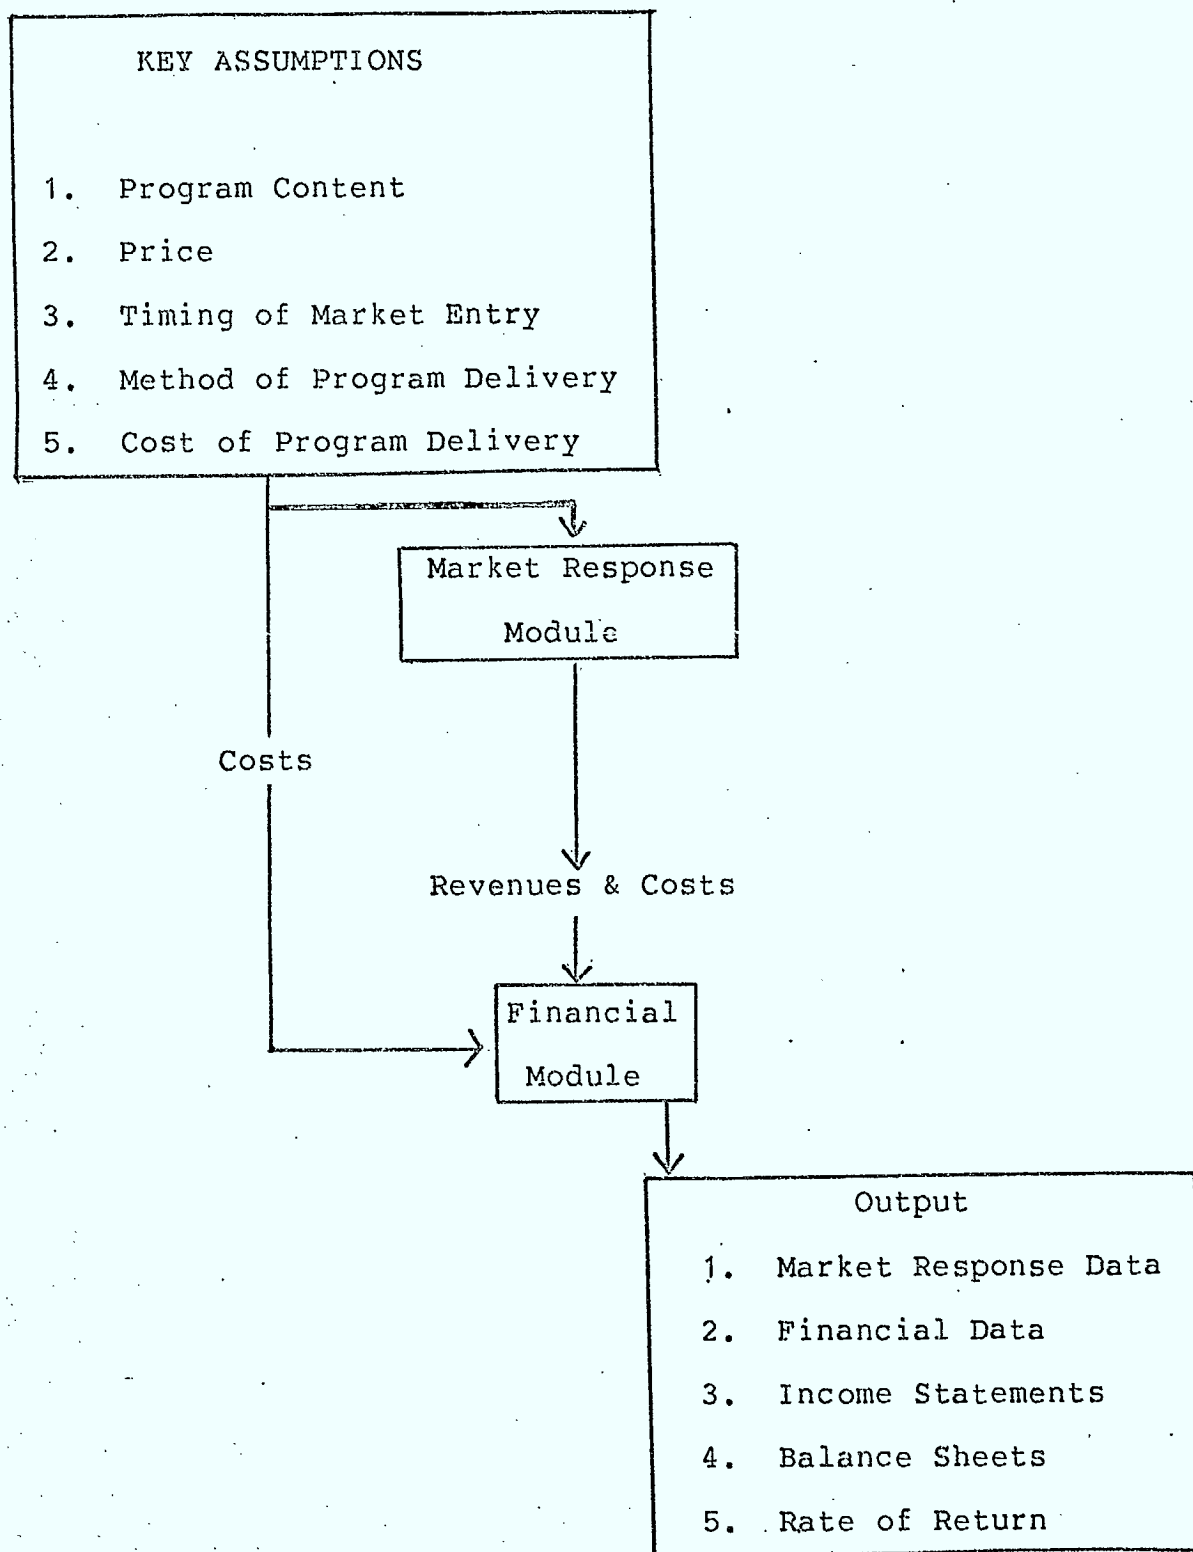 KEY ASSUMPTIONS
1. Program Content
2. Price
3. Timing of Market Entry
4. Method of Program Delivery
5. Cost of Program Delivery
Market Response
Module
Costs
Revenues & Costs
Financial
Module
Output
1. Market Response Data
2. Financial Data
3. Income Statements
4. Balance Sheets
5. Rate of Return